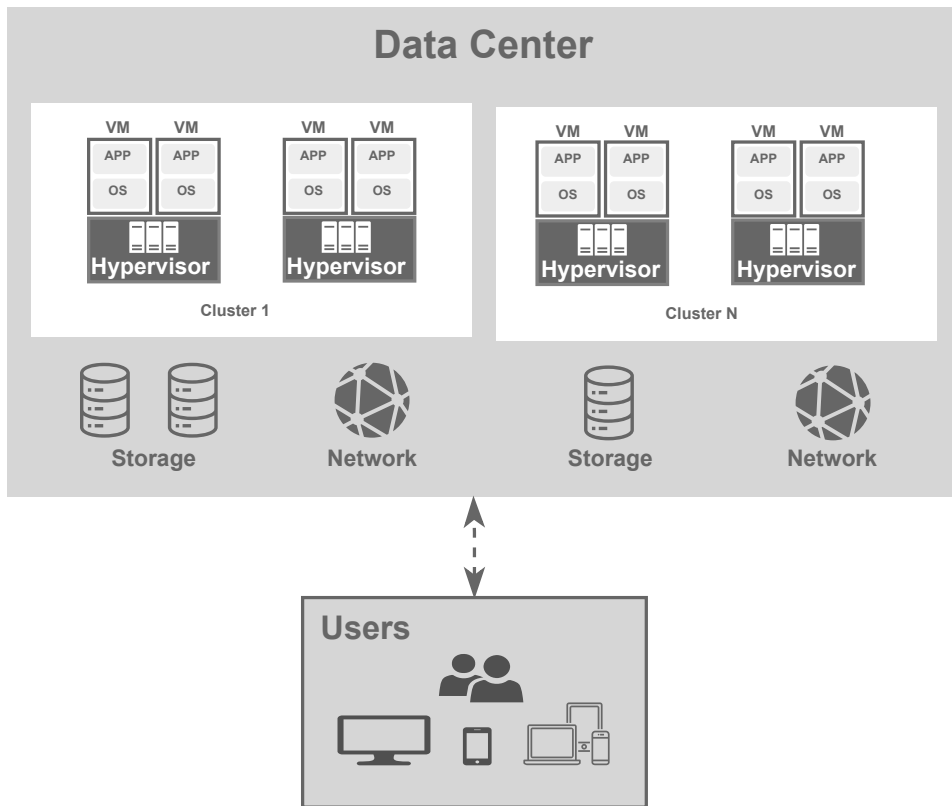 Data Center
VM VM VM VM
APP APP APP APP
OS OS OS OS
Hypervisor Hypervisor
Cluster 1
VM VM VM VM
APP APP APP APP
OS OS OS OS
Hypervisor Hypervisor
Cluster N
Storage Network Storage Network
Users